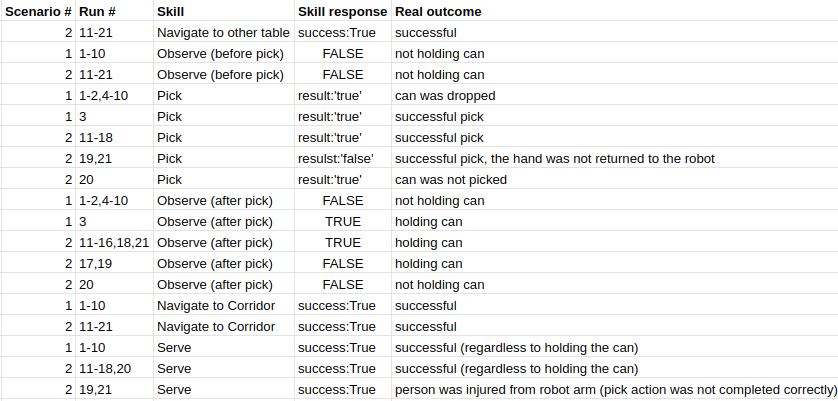 Scenario # Run # Skill Skill response Real outcome
2 11-21 Navigate to other table success:True successful
1 1-10 Observe (before pick) FALSE not holding can
2 11-21 Observe (before pick) FALSE not holding can
1 1-2,4-10 Pick result:'true' can was dropped
1 3 Pick result:'true' successful pick
2 11-18 Pick result:'true' successful pick
2 19,21 Pick resulst:'false' successful pick, the hand was not returned to the robot
2 20 Pick result:'true' can was not picked
1 1-2,4-10 Observe (after pick) FALSE not holding can
1 3 Observe (after pick) TRUE holding can
2 11-16,18,21 Observe (after pick) TRUE holding can
2 17,19 Observe (after pick) FALSE holding can
2 20 Observe (after pick) FALSE not holding can
1 1-10 Navigate to Corridor success:True successful
2 11-21 Navigate to Corridor success:True successful
1 1-10 Serve success:True successful (regardless to holding the can)
2 11-18,20 Serve success:True successful (regardless to holding the can)
2 19,21 Serve success:True person was injured from robot arm (pick action was not completed correctly)